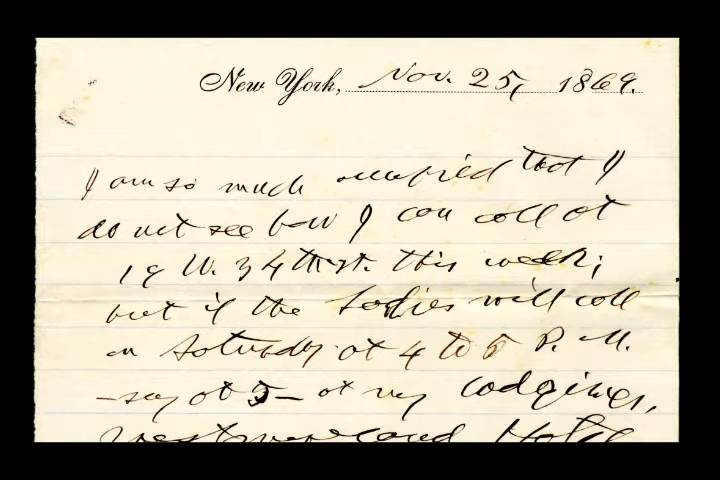 New York, Nov. 25, 1869.
I am so much occupied that I
do not see how I can call at
19 W. 34th st. this week;
but if the Ladies will call
on Saturday at 4 to 5 P. M.
—say at 5— at my lodgings,
Westmoreland Hotel